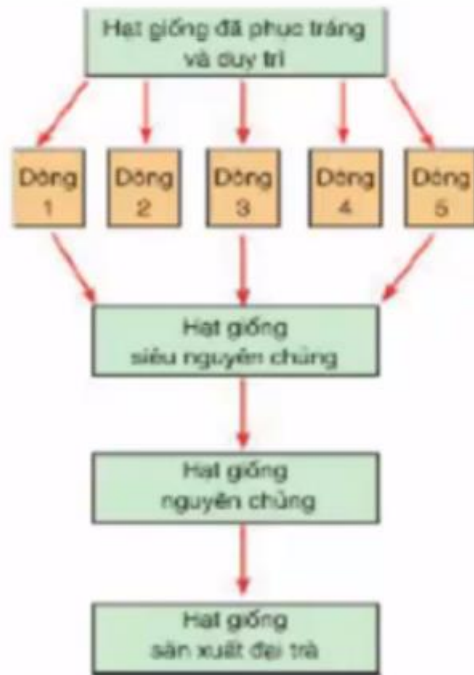 Hạt giống đã phục tráng
và duy trì
Dòng
1
Dòng
2
Dòng
3
Dòng
4
Dòng
5
Hạt giống
siêu nguyên chủng
Hạt giống
nguyên chủng
Hạt giống
sản xuất đại trà